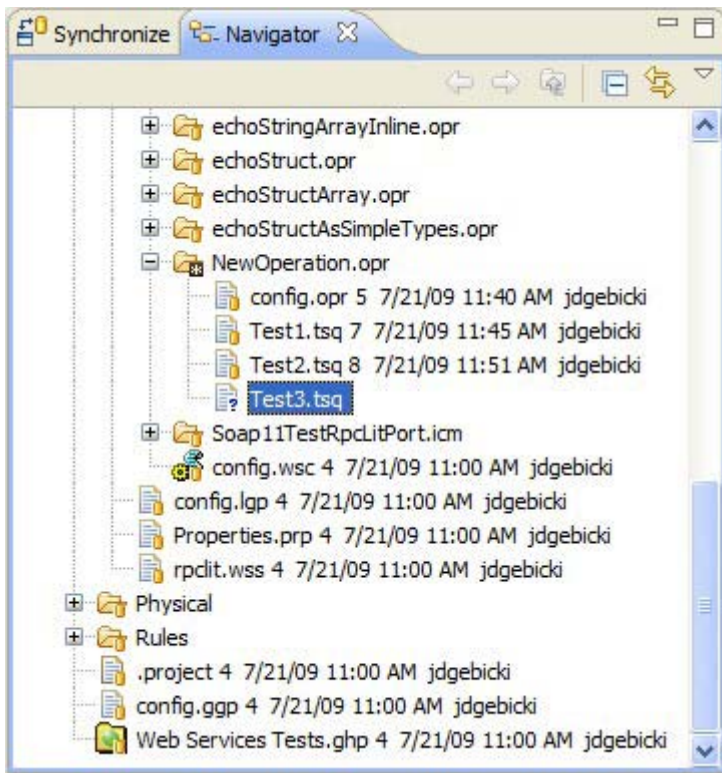 Synchronize Navigator
echoStringArrayInline.opr
echoStruct.opr
echoStructArray.opr
echoStructAsSimpleTypes.opr
NewOperation.opr
config.opr 5 7/21/09 11:40 AM jdgebicki
Test1.tsq 7 7/21/09 11:45 AM jdgebicki
Test2.tsq 8 7/21/09 11:51 AM jdgebicki
Test3.tsq
Soap11TestRpcLitPort.icm
config.wsc 4 7/21/09 11:00 AM jdgebicki
config.lgp 4 7/21/09 11:00 AM jdgebicki
Properties.prp 4 7/21/09 11:00 AM jdgebicki
rpclit.wss 4 7/21/09 11:00 AM jdgebicki
Physical
Rules
.project 4 7/21/09 11:00 AM jdgebicki
config.ggp 4 7/21/09 11:00 AM jdgebicki
Web Services Tests.ghp 4 7/21/09 11:00 AM jdgebicki